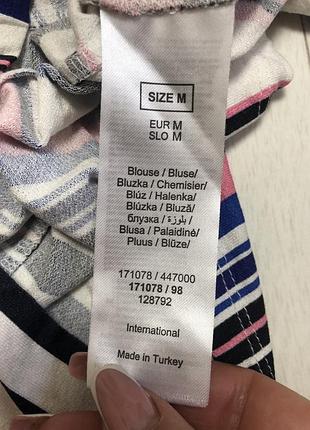 SIZE M
EUR M
SLO M
Blouse / Bluse/
Bluzka / Chemisier/
Blúz / Halenka/
Blúzka / Bluză/
блузка / بلوزة/
Blusa / Palaidinė/
Pluus / Blūze/
171078 / 447000
171078 / 98
128792
International
Made in Turkey